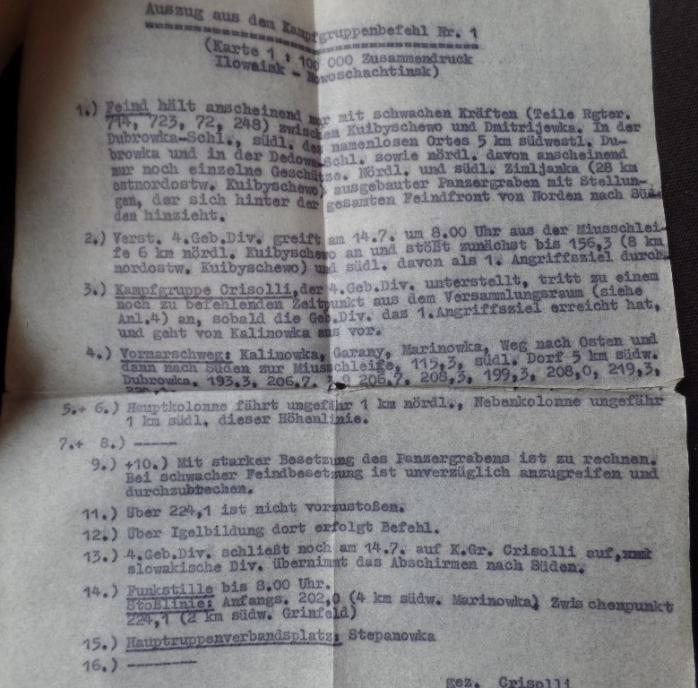 Auszug aus dem Kampfgruppenbefehl Nr. 1
(Karte 1 : 100 000 Zusammendruck
Ilowaisk - Nowoschachtinsk)
1.) Feind hält anscheinend nur mit schwachen Kräften (Teile Rgter.
714, 723, 72, 248) zwischen Kuibyschewo und Dmitrijewka. In der
Dubrowka-Schl., südl. des namenlosen Ortes 5 km südwestl. Du-
browka und in der Dedowa-Schl. sowie nördl. davon anscheinend
nur noch einzelne Geschütze. Nördl. und südl. Zimljanka (28 km
ostnordostw. Kuibyschewo) ausgebauter Panzergraben mit Stellun-
gen, der sich hinter der gesamten Feindfront von Norden nach Sü-
den hinzieht.
2.) Verst. 4.Geb.Div. greift am 14.7. um 8.00 Uhr aus der Miusschlei-
fe 6 km nördl. Kuibyschewo an und stößt zunächst bis 156,3 (8 km
nordostw. Kuibyschewo) und südl. davon als 1. Angriffsziel durch.
3.) Kampfgruppe Crisolli, der 4.Geb.Div. unterstellt, tritt zu einem
noch zu befehlenden Zeitpunkt aus dem Versammlungsraum (siehe
Anl.4) an, sobald die Geb.Div. das 1.Angriffsziel erreicht hat,
und geht von Kalinowka aus vor.
4.) Vormarschweg: Kalinowka, Garany, Marinowka, Weg nach Osten und
dann nach Süden zur Miusschleife, 115,3, südl. Dorf 5 km südw.
Dubrowka. 193,3, 206,7. 206,7. 208,3, 199,3, 208,0, 219,3,
5.+ 6.) Hauptkolonne fährt ungefähr 1 km nördl., Nebenkolonne ungefähr
1 km südl. dieser Höhenlinie.
7.+ 8.) -----
9.) +10.) Mit starker Besetzung des Panzergrabens ist zu rechnen.
Bei schwacher Feindbesetzung ist unverzüglich anzugreifen und
durchzubrechen.
11.) Über 224,1 ist nicht vorzustoßen.
12.) Über Igelbildung dort erfolgt Befehl.
13.) 4.Geb.Div. schließt noch am 14.7. auf K.Gr. Crisolli auf,
slowakische Div. übernimmt das Abschirmen nach Süden.
14.) Funkstille bis 8.00 Uhr.
Stoßlinie: Anfangs. 202,0 (4 km südw. Marinowka) Zwischenpunkt
224,1 (2 km südw. Grinfeld)
15.) Hauptruppenverbandsplatz: Stepanowka
16.) --------
gez. Crisolli